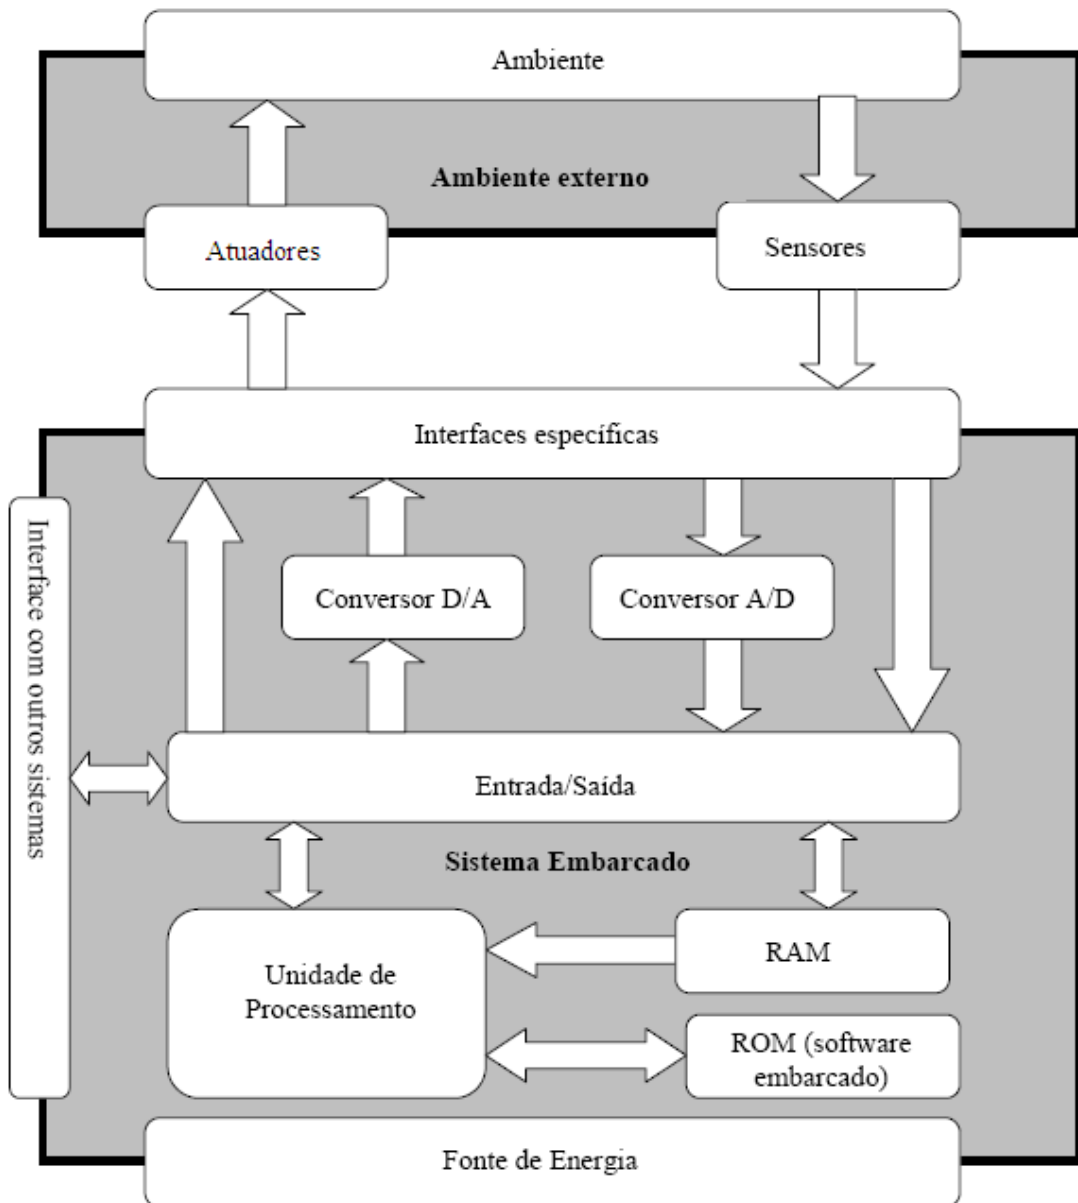 Ambiente
Ambiente externo
Atuadores
Sensores
Interfaces específicas
Interface com outros sistemas
Conversor D/A
Conversor A/D
Entrada/Saída
Sistema Embarcado
Unidade de
Processamento
RAM
ROM (software
embarcado)
Fonte de Energia